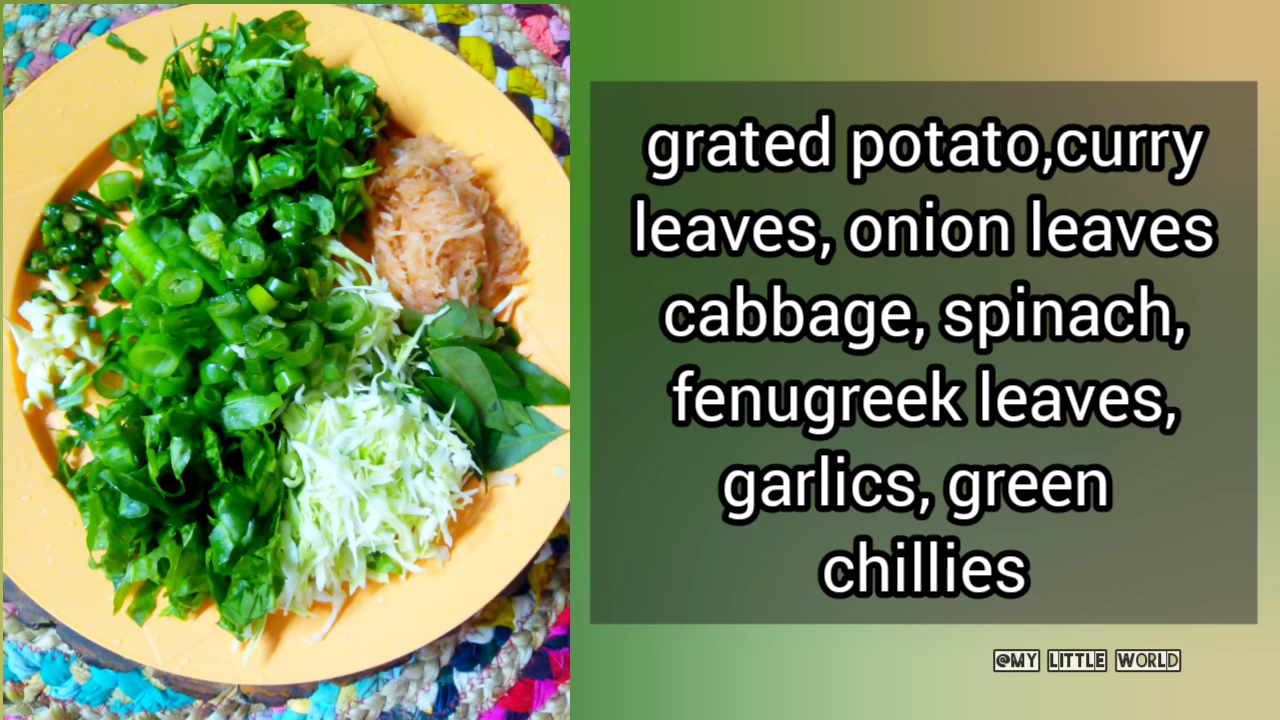 grated potato,curry
leaves, onion leaves
cabbage, spinach,
fenugreek leaves,
garlics, green
chillies
@MY LITTLE WORLD